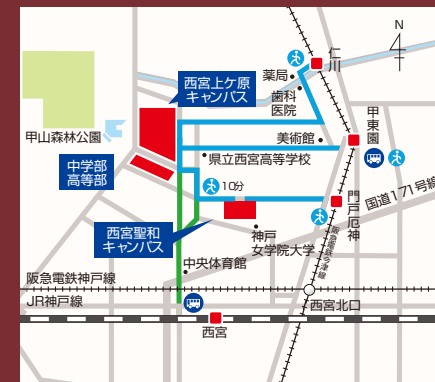 N
仁川
薬局
歯科
医院
西宮上ケ原
キャンパス
甲東園
甲山森林公園
美術館
県立西宮高等学校
中学部
高等部
10分
門戸厄神
国道171号線
西宮聖和
キャンパス
神戸
女学院大学
阪急電鉄今津線
中央体育館
阪急電鉄神戸線
西宮北口
JR神戸線
西宮